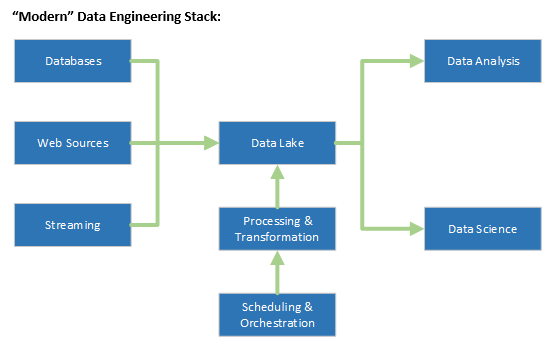 “Modern” Data Engineering Stack:
Databases
Data Analysis
Web Sources
Data Lake
Processing &
Transformation
Streaming
Data Science
Scheduling &
Orchestration